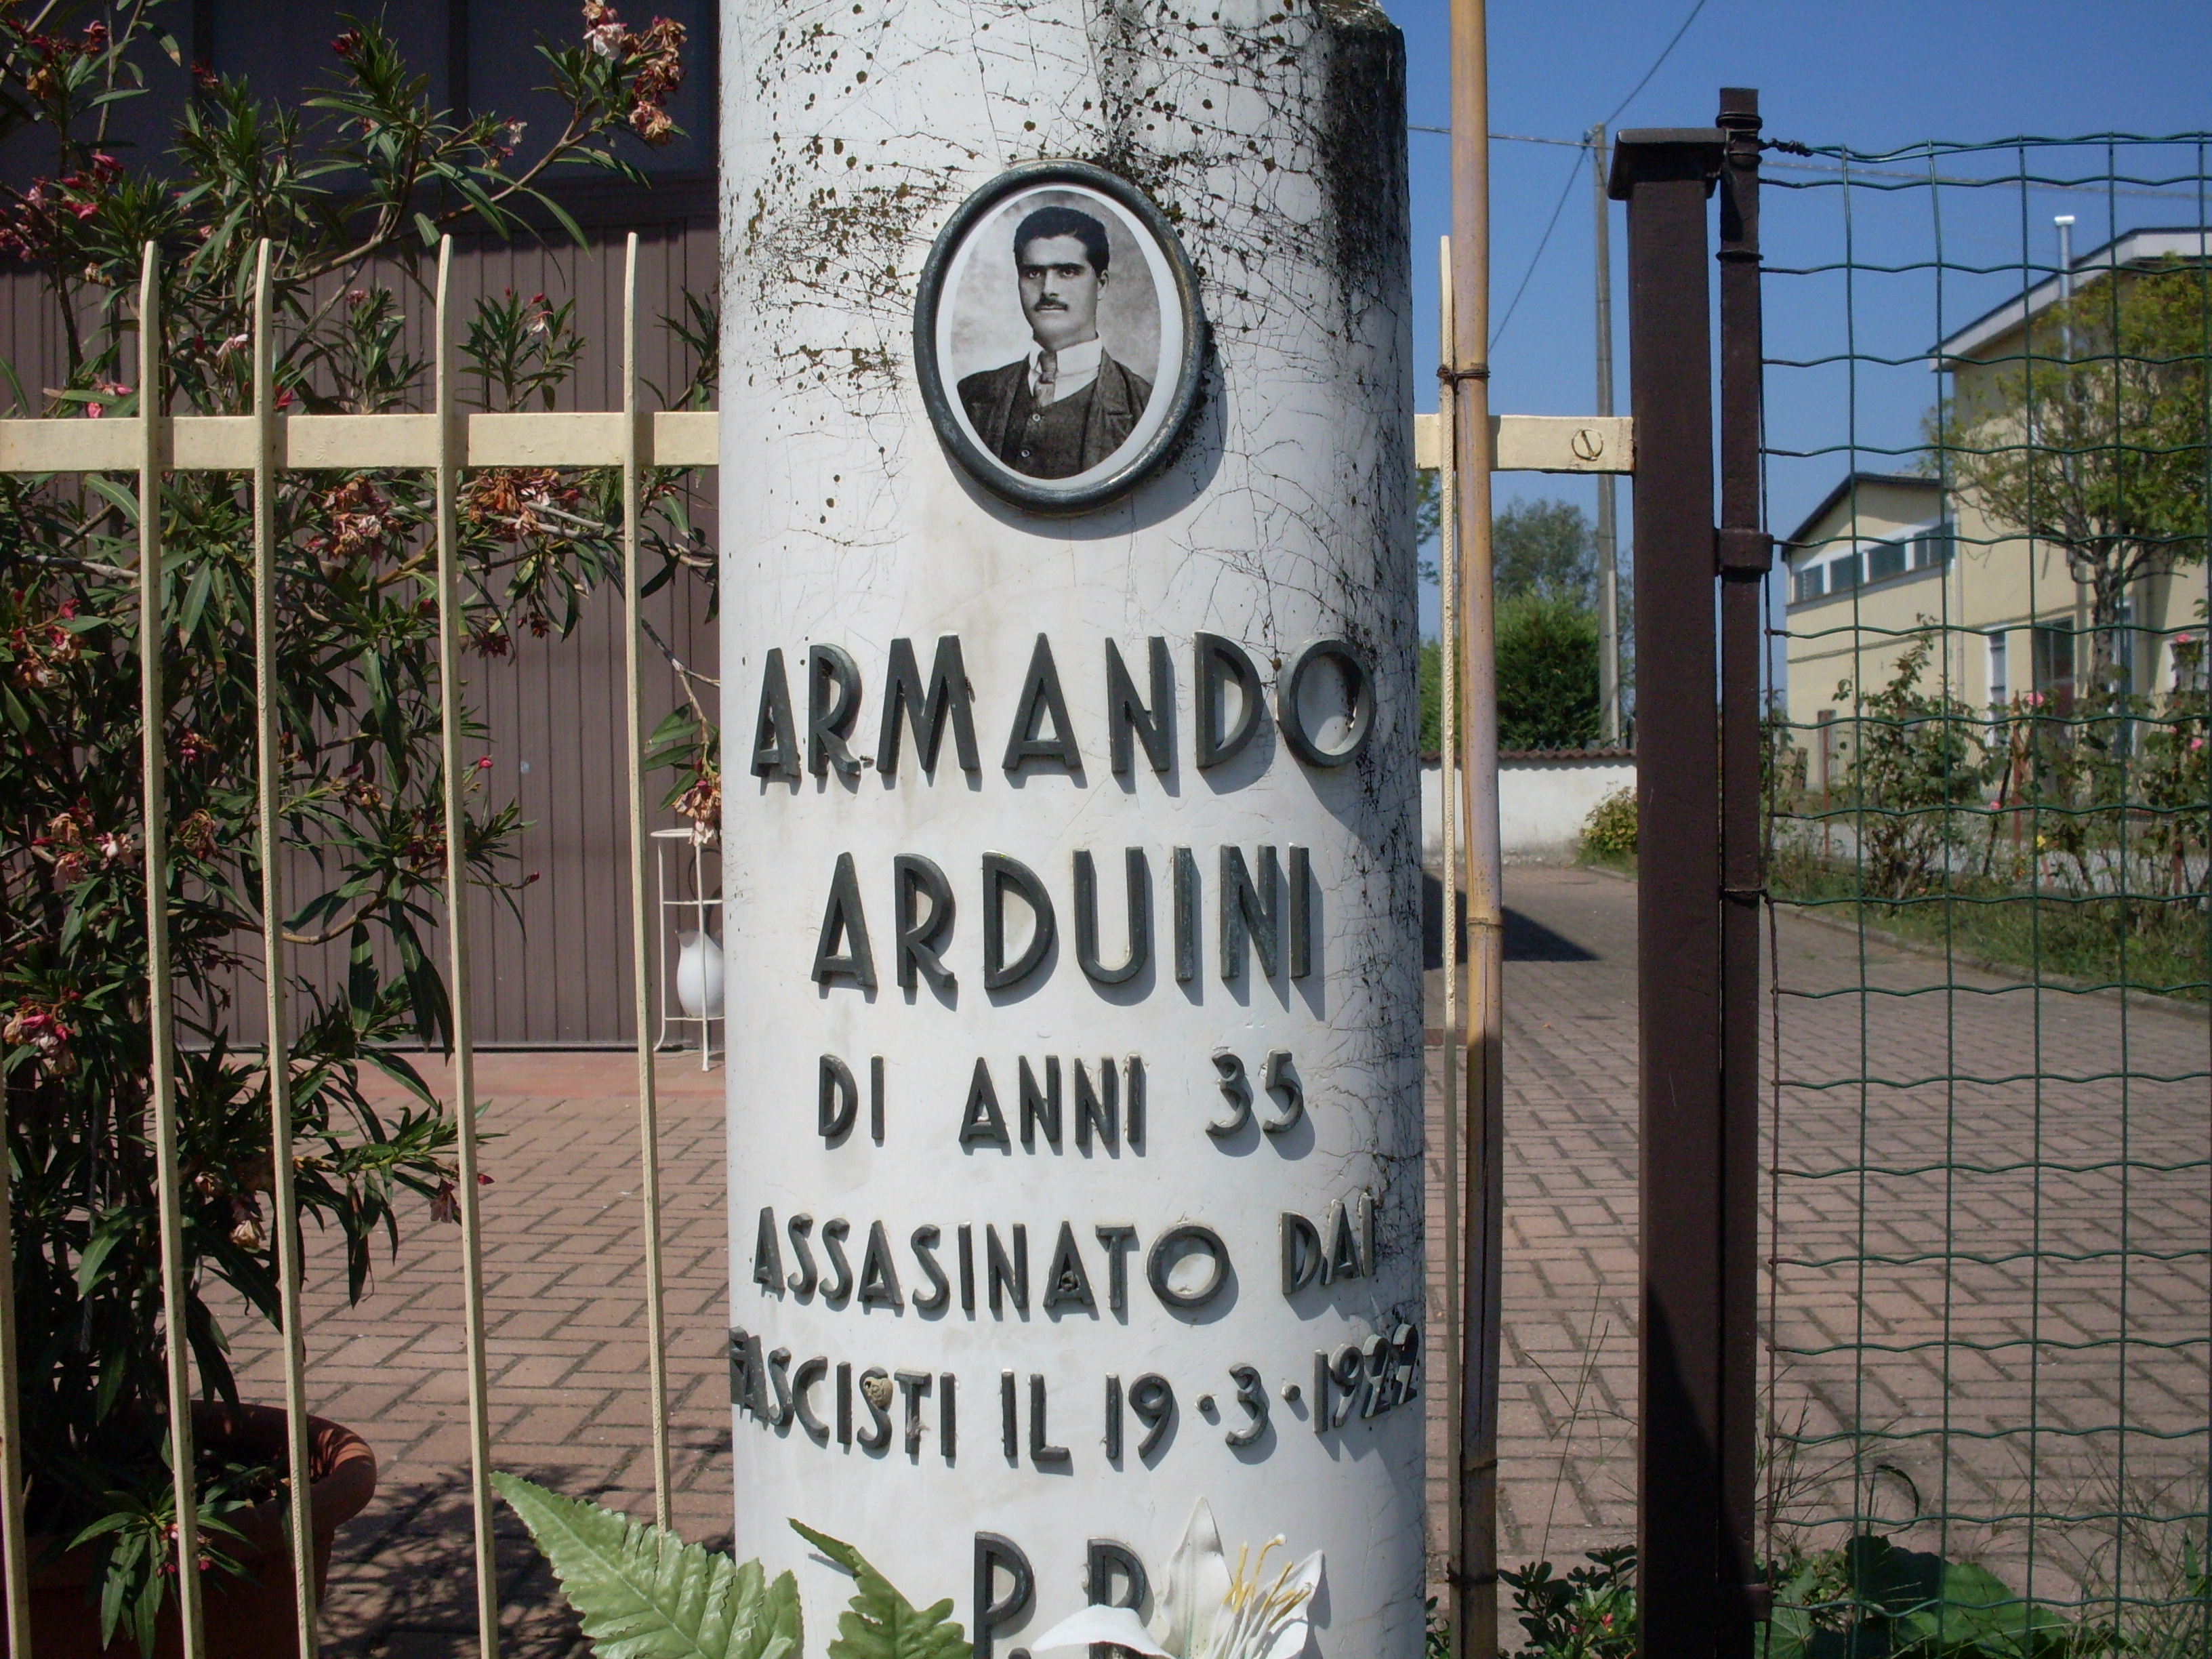 ARMANDO
ARDUINI
DI ANNI 35
ASSASINATO DAI
FASCISTI IL 19·3·1922
P.